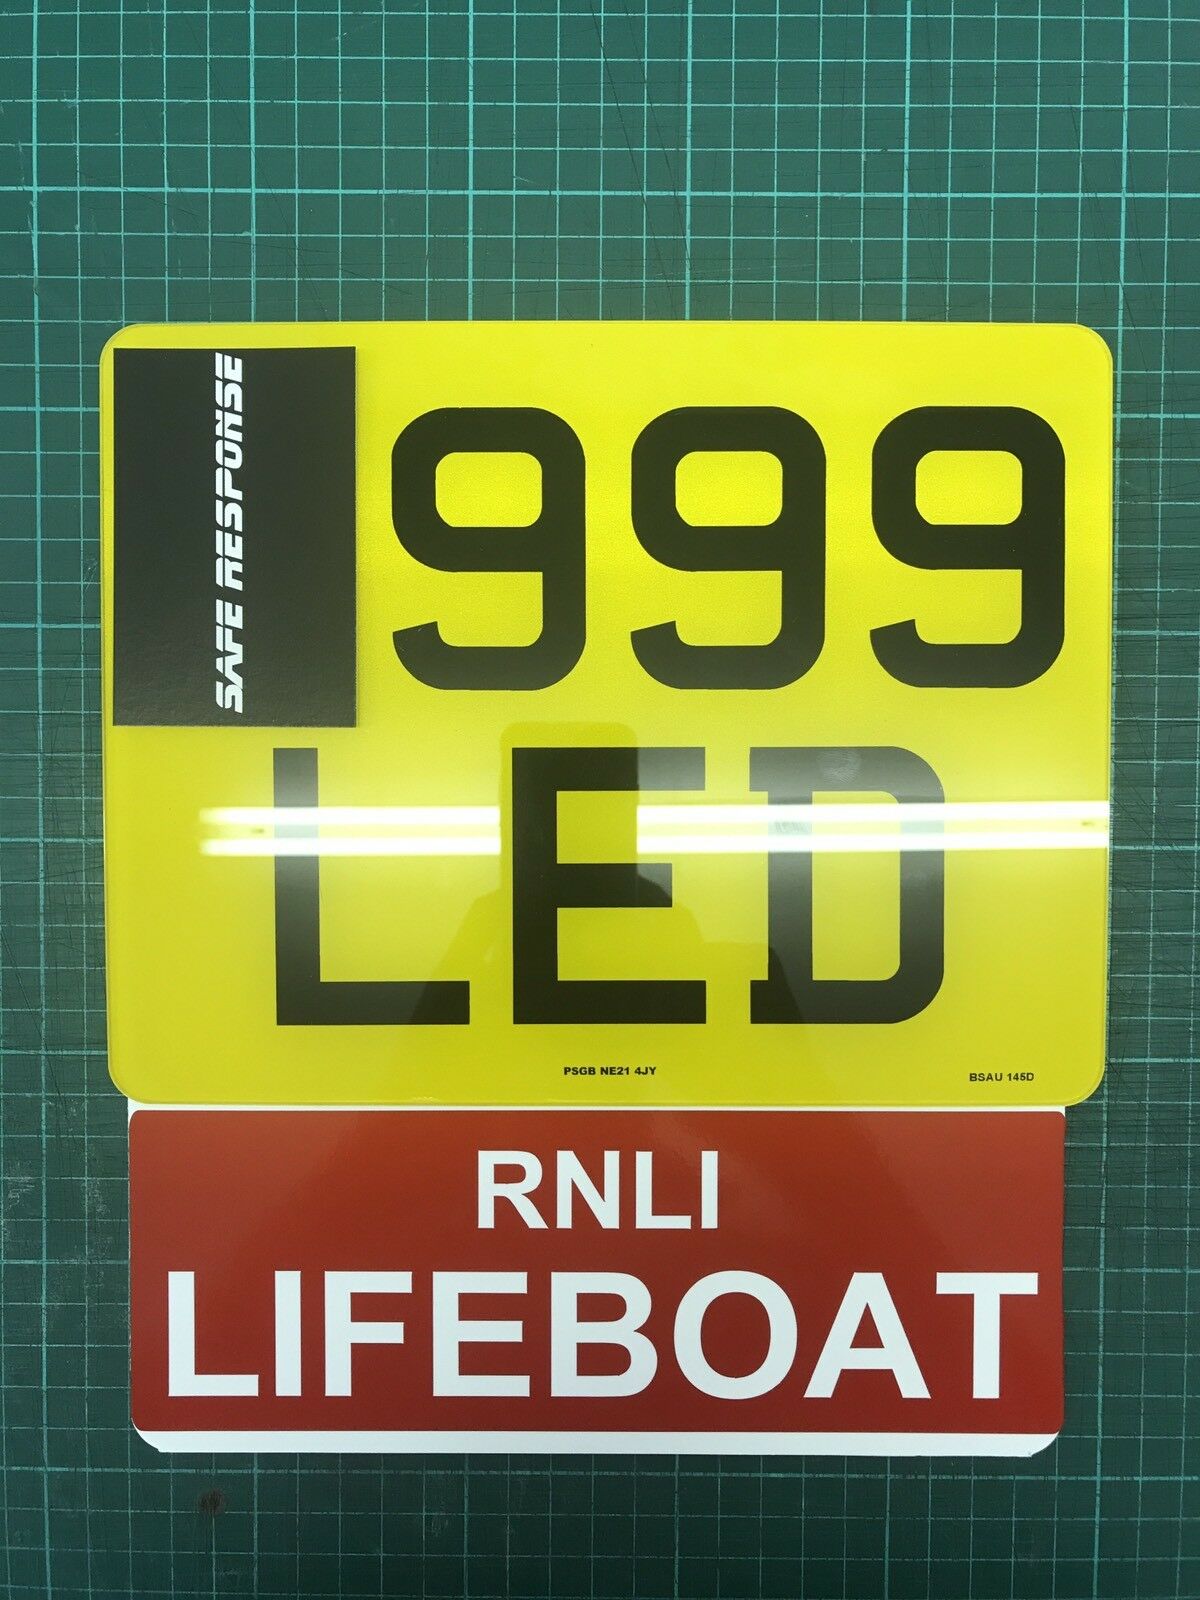 SAFE RESPONSE
999
LED
PSGB NE21 4JY
BSAU 145D
RNLI
LIFEBOAT